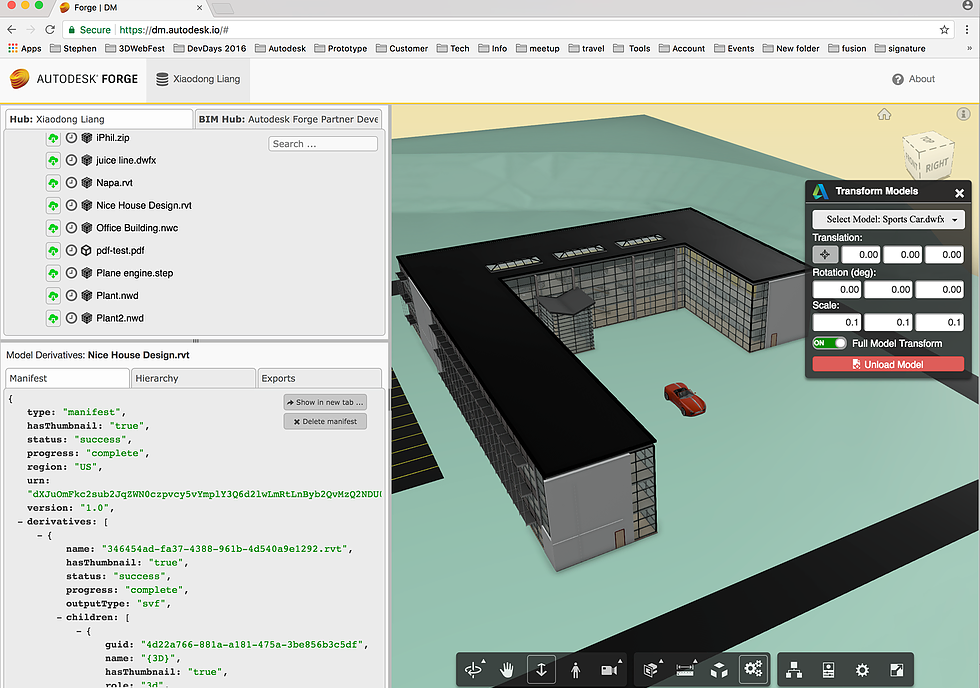 Forge | DM
Secure | https://dm.autodesk.io/#
Apps Stephen 3DWebFest DevDays 2016 Autodesk Prototype Customer Tech Info meetup travel Tools Account Events New folder fusion signature »
AUTODESK® FORGE Xiaodong Liang About
Hub: Xiaodong Liang
BIM Hub: Autodesk Forge Partner Deve
Search ...
iPhil.zip
juice line.dwfx
Napa.rvt
Nice House Design.rvt
Office Building.nwc
pdf-test.pdf
Plane engine.step
Plant.nwd
Plant2.nwd
Model Derivatives: Nice House Design.rvt
Manifest Hierarchy Exports
Show in new tab ...
Delete manifest
{
type: "manifest",
hasThumbnail: "true",
status: "success",
progress: "complete",
region: "US",
urn:
version: "1.0",
– derivatives: [
– {
name: "346454ad-fa37-4388-961b-4d540a9e1292.rvt",
hasThumbnail: "true",
status: "success",
progress: "complete",
outputType: "svf",
– children: [
– {
guid: "4d22a766-881a-a181-475a-3be856b3c5df",
name: "{3D}",
hasThumbnail: "true",
role: "3d",
TOP
FRONT
RIGHT
Transform Models
Select Model: Sports Car.dwfx
Translation:
0.00 0.00 0.00
Rotation (deg):
0.00 0.00 0.00
Scale:
0.1 0.1 0.1
ON Full Model Transform
Unload Model